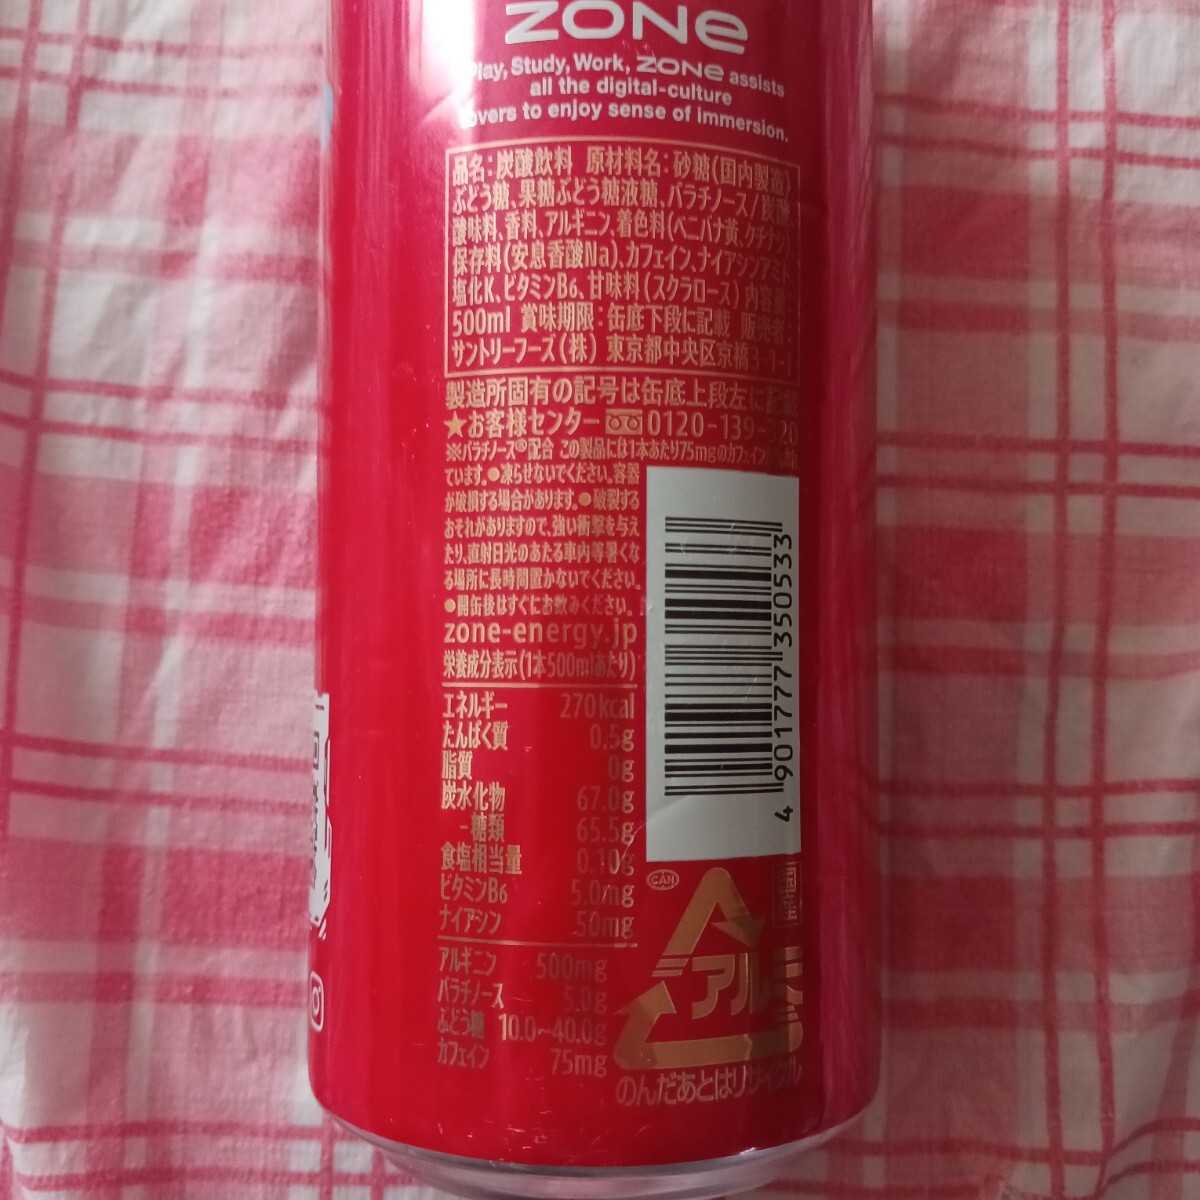 ZONe
Play, Study, Work, ZONe assists
all the digital-culture
lovers to enjoy sense of immersion.
品名：炭酸飲料 原材料名：砂糖（国内製造）
ぶどう糖、果糖ぶどう糖液糖、パラチノース/炭酸
酸味料、香料、アルギニン、着色料（ベニバナ黄、クチナシ）、
保存料（安息香酸Na）、カフェイン、ナイアシンアミド、
塩化K、ビタミンB6、甘味料（スクラロース） 内容量：
500ml 賞味期限：缶底下段に記載 販売者：
サントリーフーズ（株） 東京都中央区京橋3-1-1
製造所固有の記号は缶底上段左に記載
★お客様センター 0120-139-320
※パラチノース®配合 この製品には1本あたり75mgのカフェイン
ています。●凍らせないでください。容器
が破損する場合があります。●破裂する
おそれがありますので、強い衝撃を与え
たり、直射日光のあたる車内等暑くな
る場所に長時間置かないでください。
●開缶後はすぐにお飲みください。
zone-energy.jp
栄養成分表示（1本500mlあたり）
エネルギー 270kcal
たんぱく質 0.5g
脂質 0g
炭水化物 67.0g
-糖類 65.5g
食塩相当量 0.10g
ビタミンB6 5.0mg
ナイアシン 50mg
アルギニン 500mg
パラチノース 5.0g
ぶどう糖 10.0～40.0g
カフェイン 75mg
4 901777 350533
CAN
アルミ
のんだあとはリサイクル